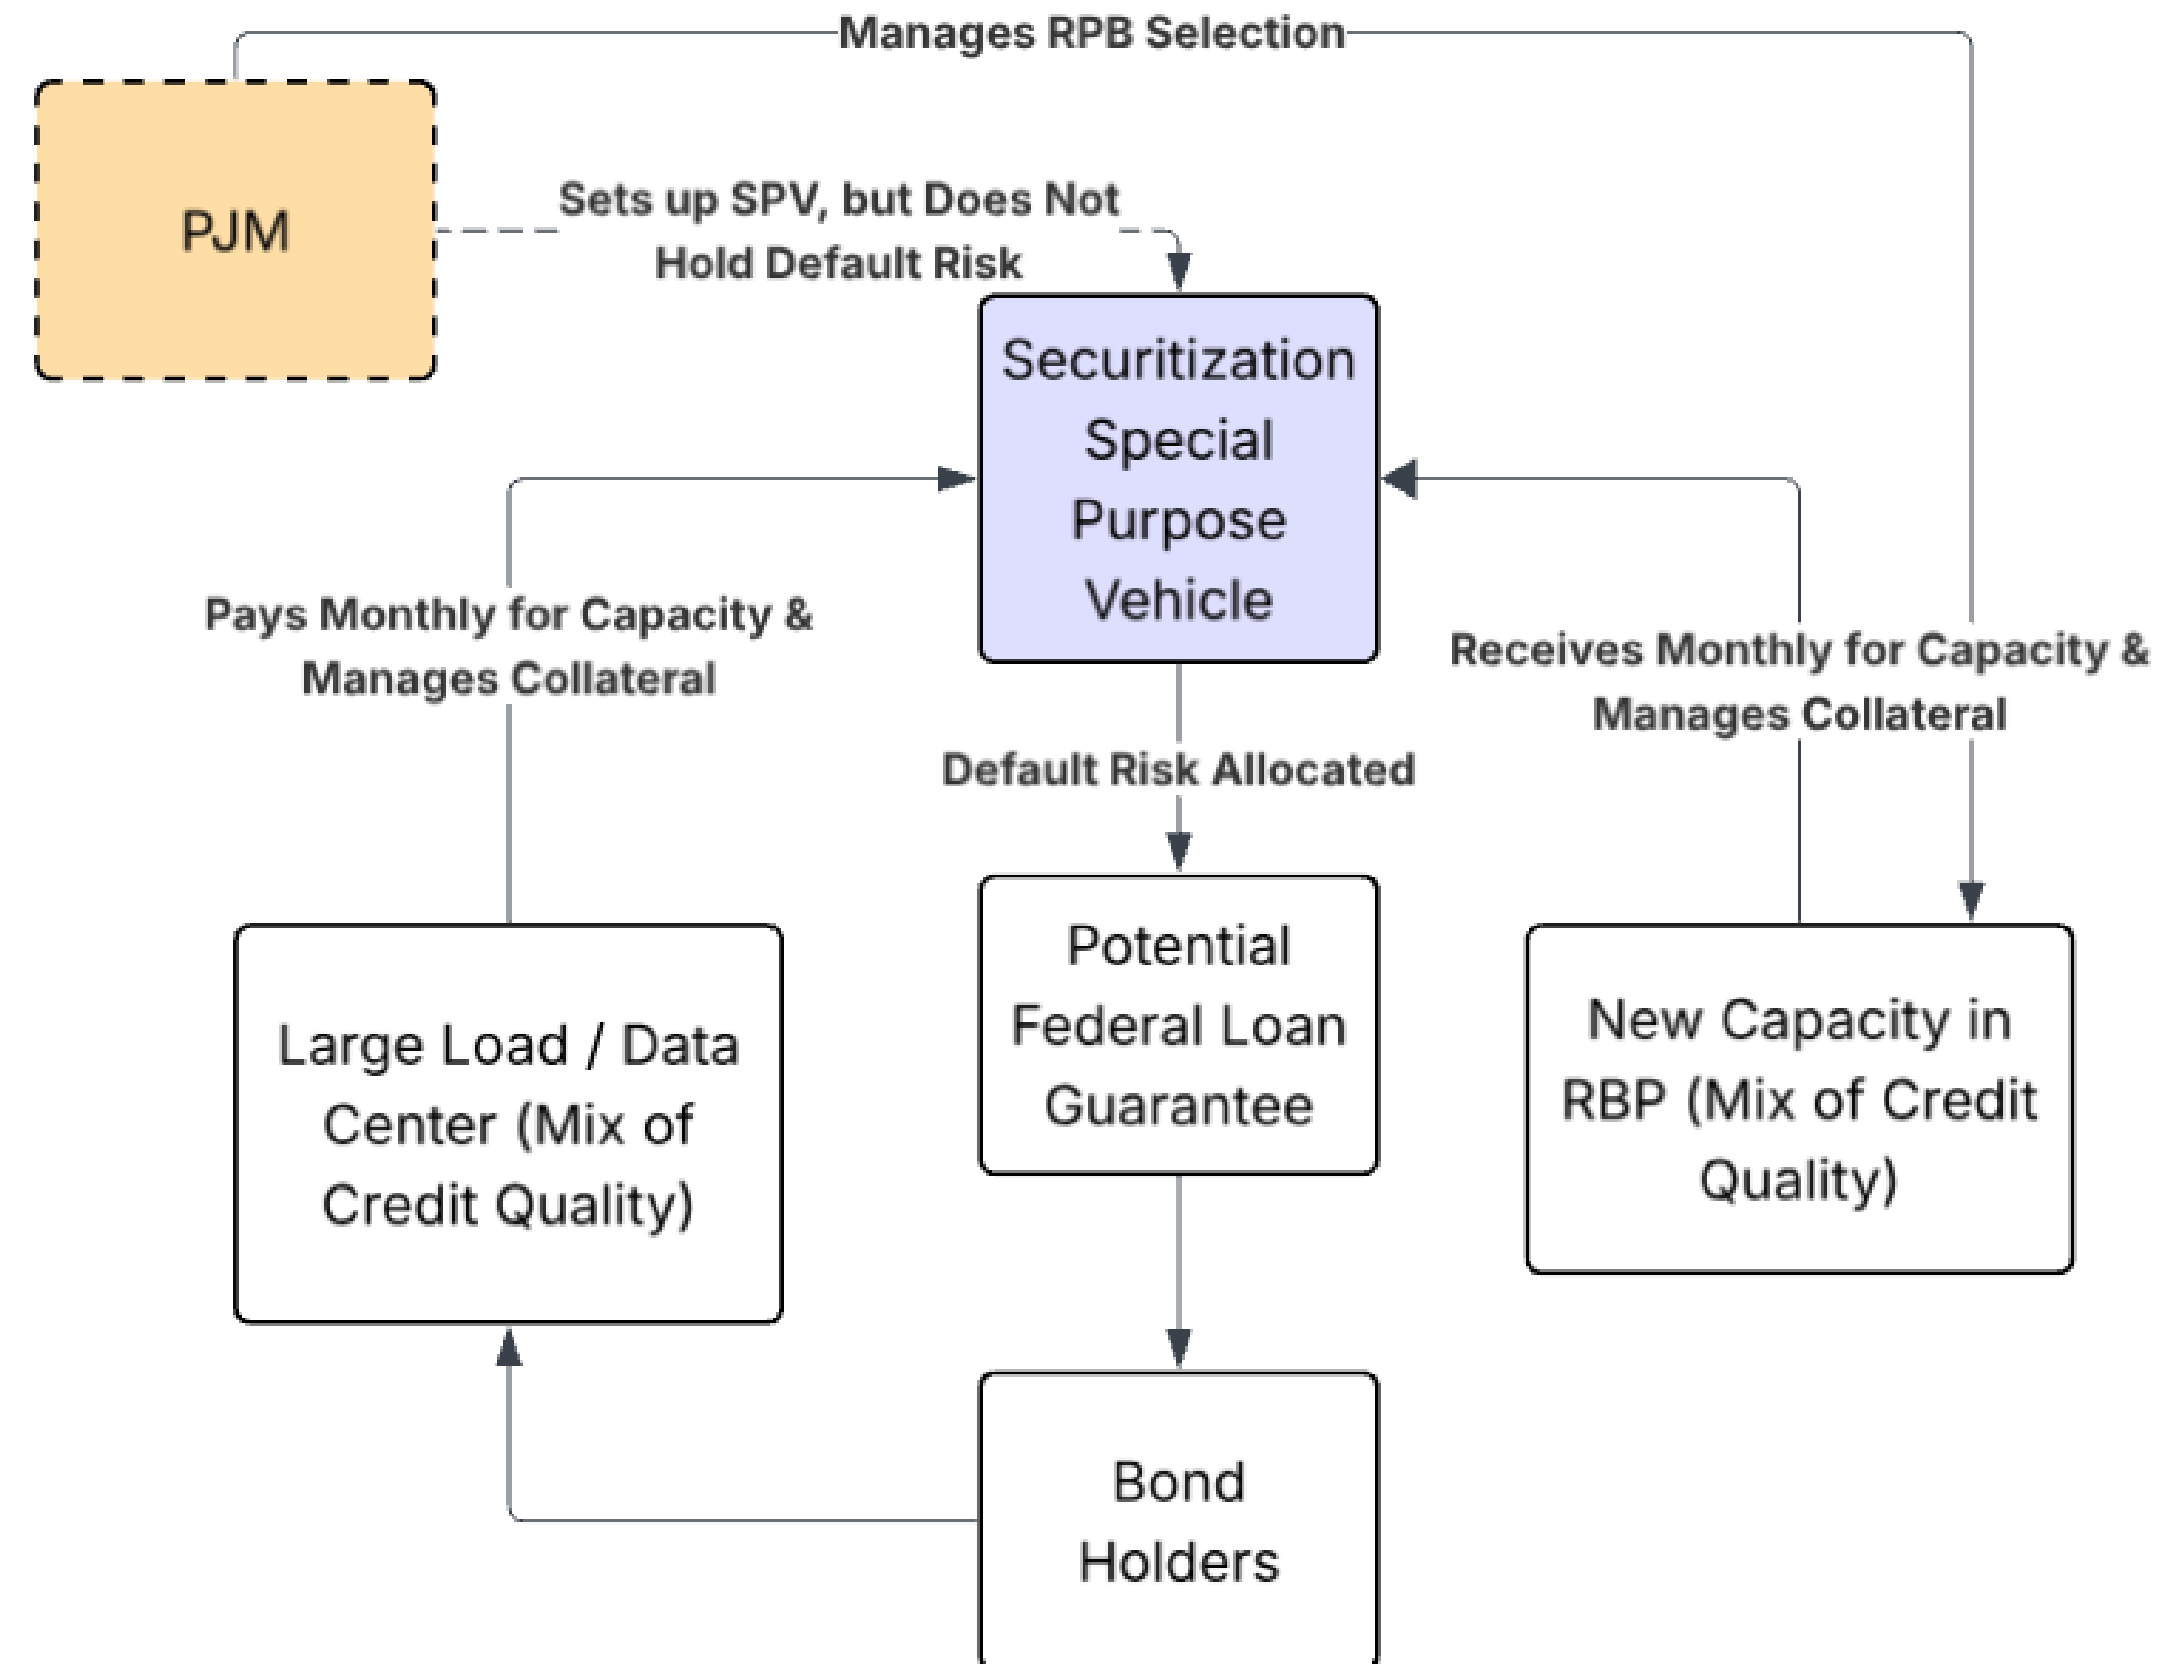 Manages RPB Selection
PJM
Sets up SPV, but Does Not
Hold Default Risk
Securitization
Special
Purpose
Vehicle
Pays Monthly for Capacity &
Manages Collateral
Receives Monthly for Capacity &
Manages Collateral
Default Risk Allocated
Large Load / Data
Center (Mix of
Credit Quality)
Potential
Federal Loan
Guarantee
New Capacity in
RBP (Mix of Credit
Quality)
Bond
Holders